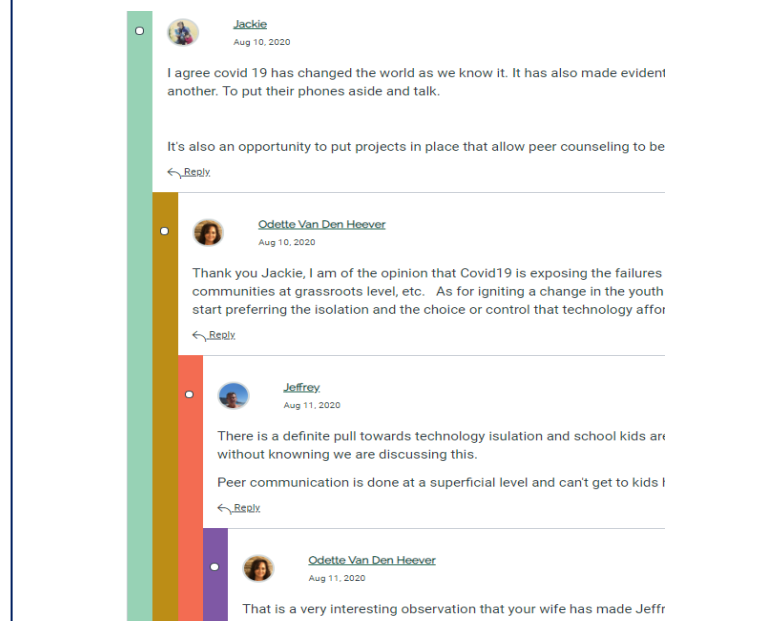 Jackie
Aug 10, 2020
I agree covid 19 has changed the world as we know it. It has also made evident
another. To put their phones aside and talk.
It's also an opportunity to put projects in place that allow peer counseling to be
Reply
Odette Van Den Heever
Aug 10, 2020
Thank you Jackie, I am of the opinion that Covid19 is exposing the failures
communities at grassroots level, etc. As for igniting a change in the youth
start preferring the isolation and the choice or control that technology
Reply
Jeffrey
Aug 11, 2020
There is a definite pull towards technology isulation and school kids are
without knowning we are discussing this.
Peer communication is done at a superficial level and can't get to kids
Reply
Odette Van Den Heever
Aug 11, 2020
That is a very interesting observation that your wife has made